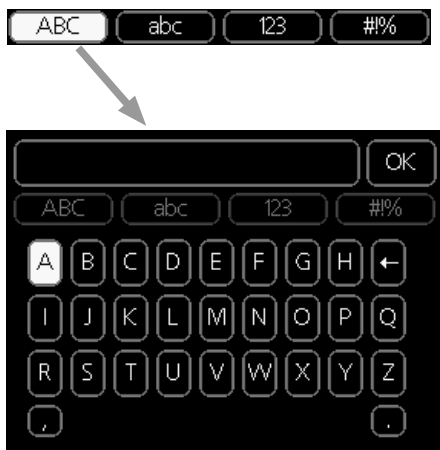 ABC abc 123 #!%
OK
ABC abc 123 #!%
A B C D E F G H ←
I J K L M N O P Q
R S T U V W X Y Z
, .